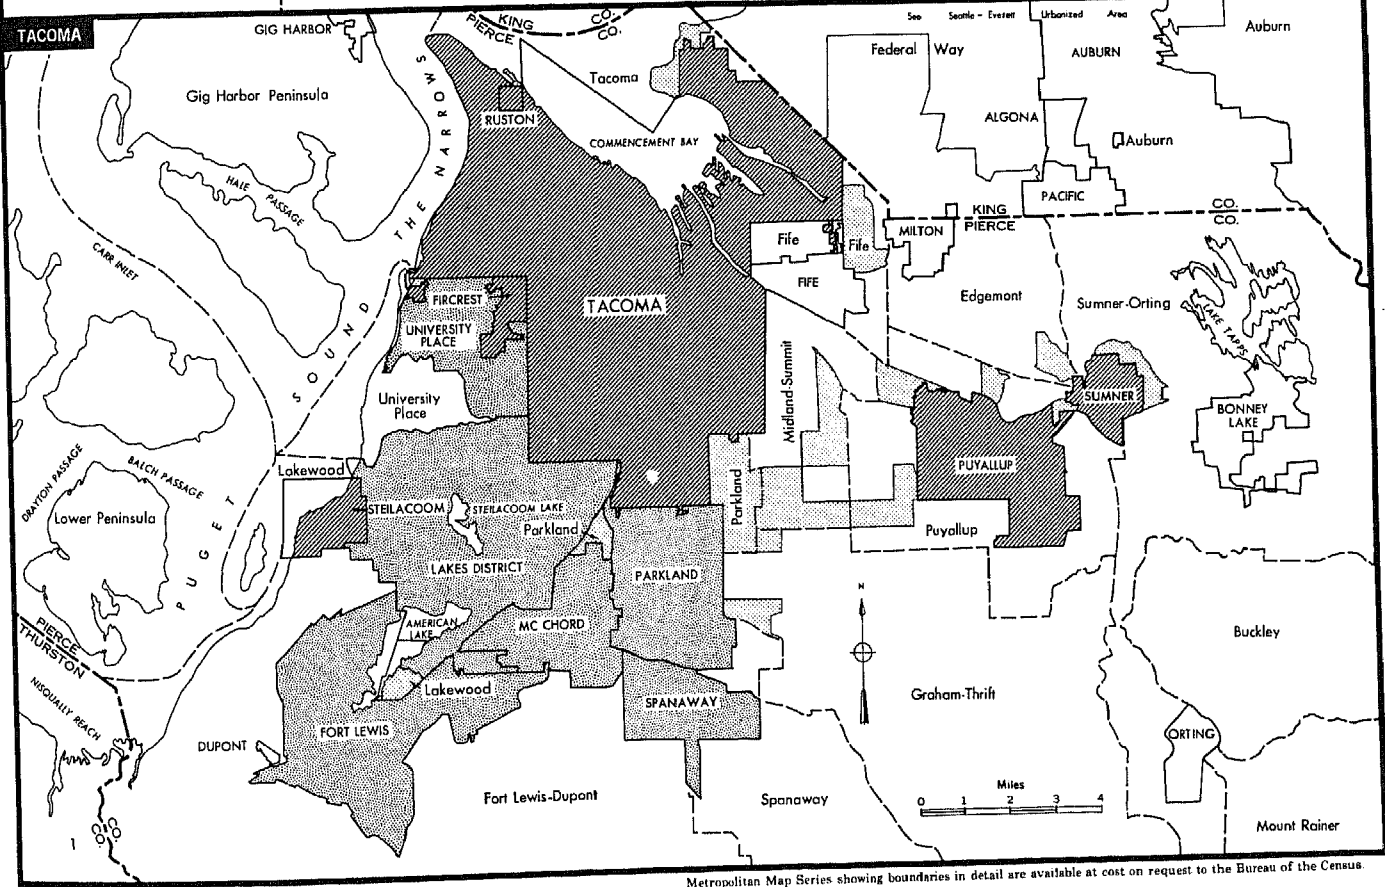 TACOMA
GIG HARBOR
KING
PIERCE
CO.
CO.
See Seattle - Everett Urbanized Area
Auburn
Federal Way
AUBURN
Tacoma
Gig Harbor Peninsula
RUSTON
ALGONA
THE NARROWS
COMMENCEMENT BAY
Auburn
HALE PASSAGE
PACIFIC
KING
PIERCE
CO.
CO.
Fife
Fife
MILTON
CARR INLET
FIFE
Edgemont
Sumner-Orting
LAKE TAPPS
FIRCREST
TACOMA
UNIVERSITY
PLACE
PUGET SOUND
Midland-Summit
University
Place
SUMNER
BONNEY
LAKE
Lakewood
PUYALLUP
DRAYTON PASSAGE
BALCH PASSAGE
Parkland
STEILACOOM
STEILACOOM LAKE
Lower Peninsula
Parkland
Puyallup
LAKES DISTRICT
PARKLAND
N
AMERICAN
LAKE
MC CHORD
PIERCE
THURSTON
Buckley
Lakewood
Graham-Thrift
SPANAWAY
NISQUALLY REACH
FORT LEWIS
DUPONT
ORTING
Fort Lewis-Dupont
Spanaway
Miles
0 1 2 3 4
Mount Rainer
1
CO.
CO.
Metropolitan Map Series showing boundaries in detail are available at cost on request to the Bureau of the Census.